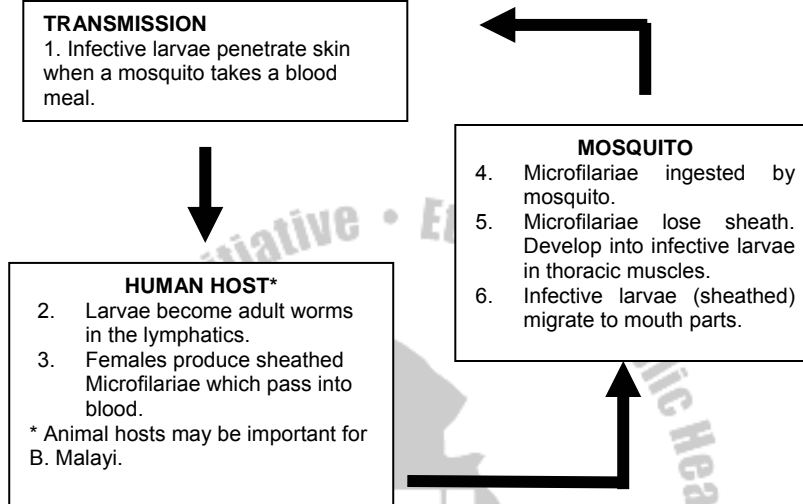 TRANSMISSION
1. Infective larvae penetrate skin
when a mosquito takes a blood
meal.
HUMAN HOST*
2. Larvae become adult worms
in the lymphatics.
3. Females produce sheathed
Microfilariae which pass into
blood.
* Animal hosts may be important for
B. Malayi.
MOSQUITO
4. Microfilariae ingested by
mosquito.
5. Microfilariae lose sheath.
Develop into infective larvae
in thoracic muscles.
6. Infective larvae (sheathed)
migrate to mouth parts.